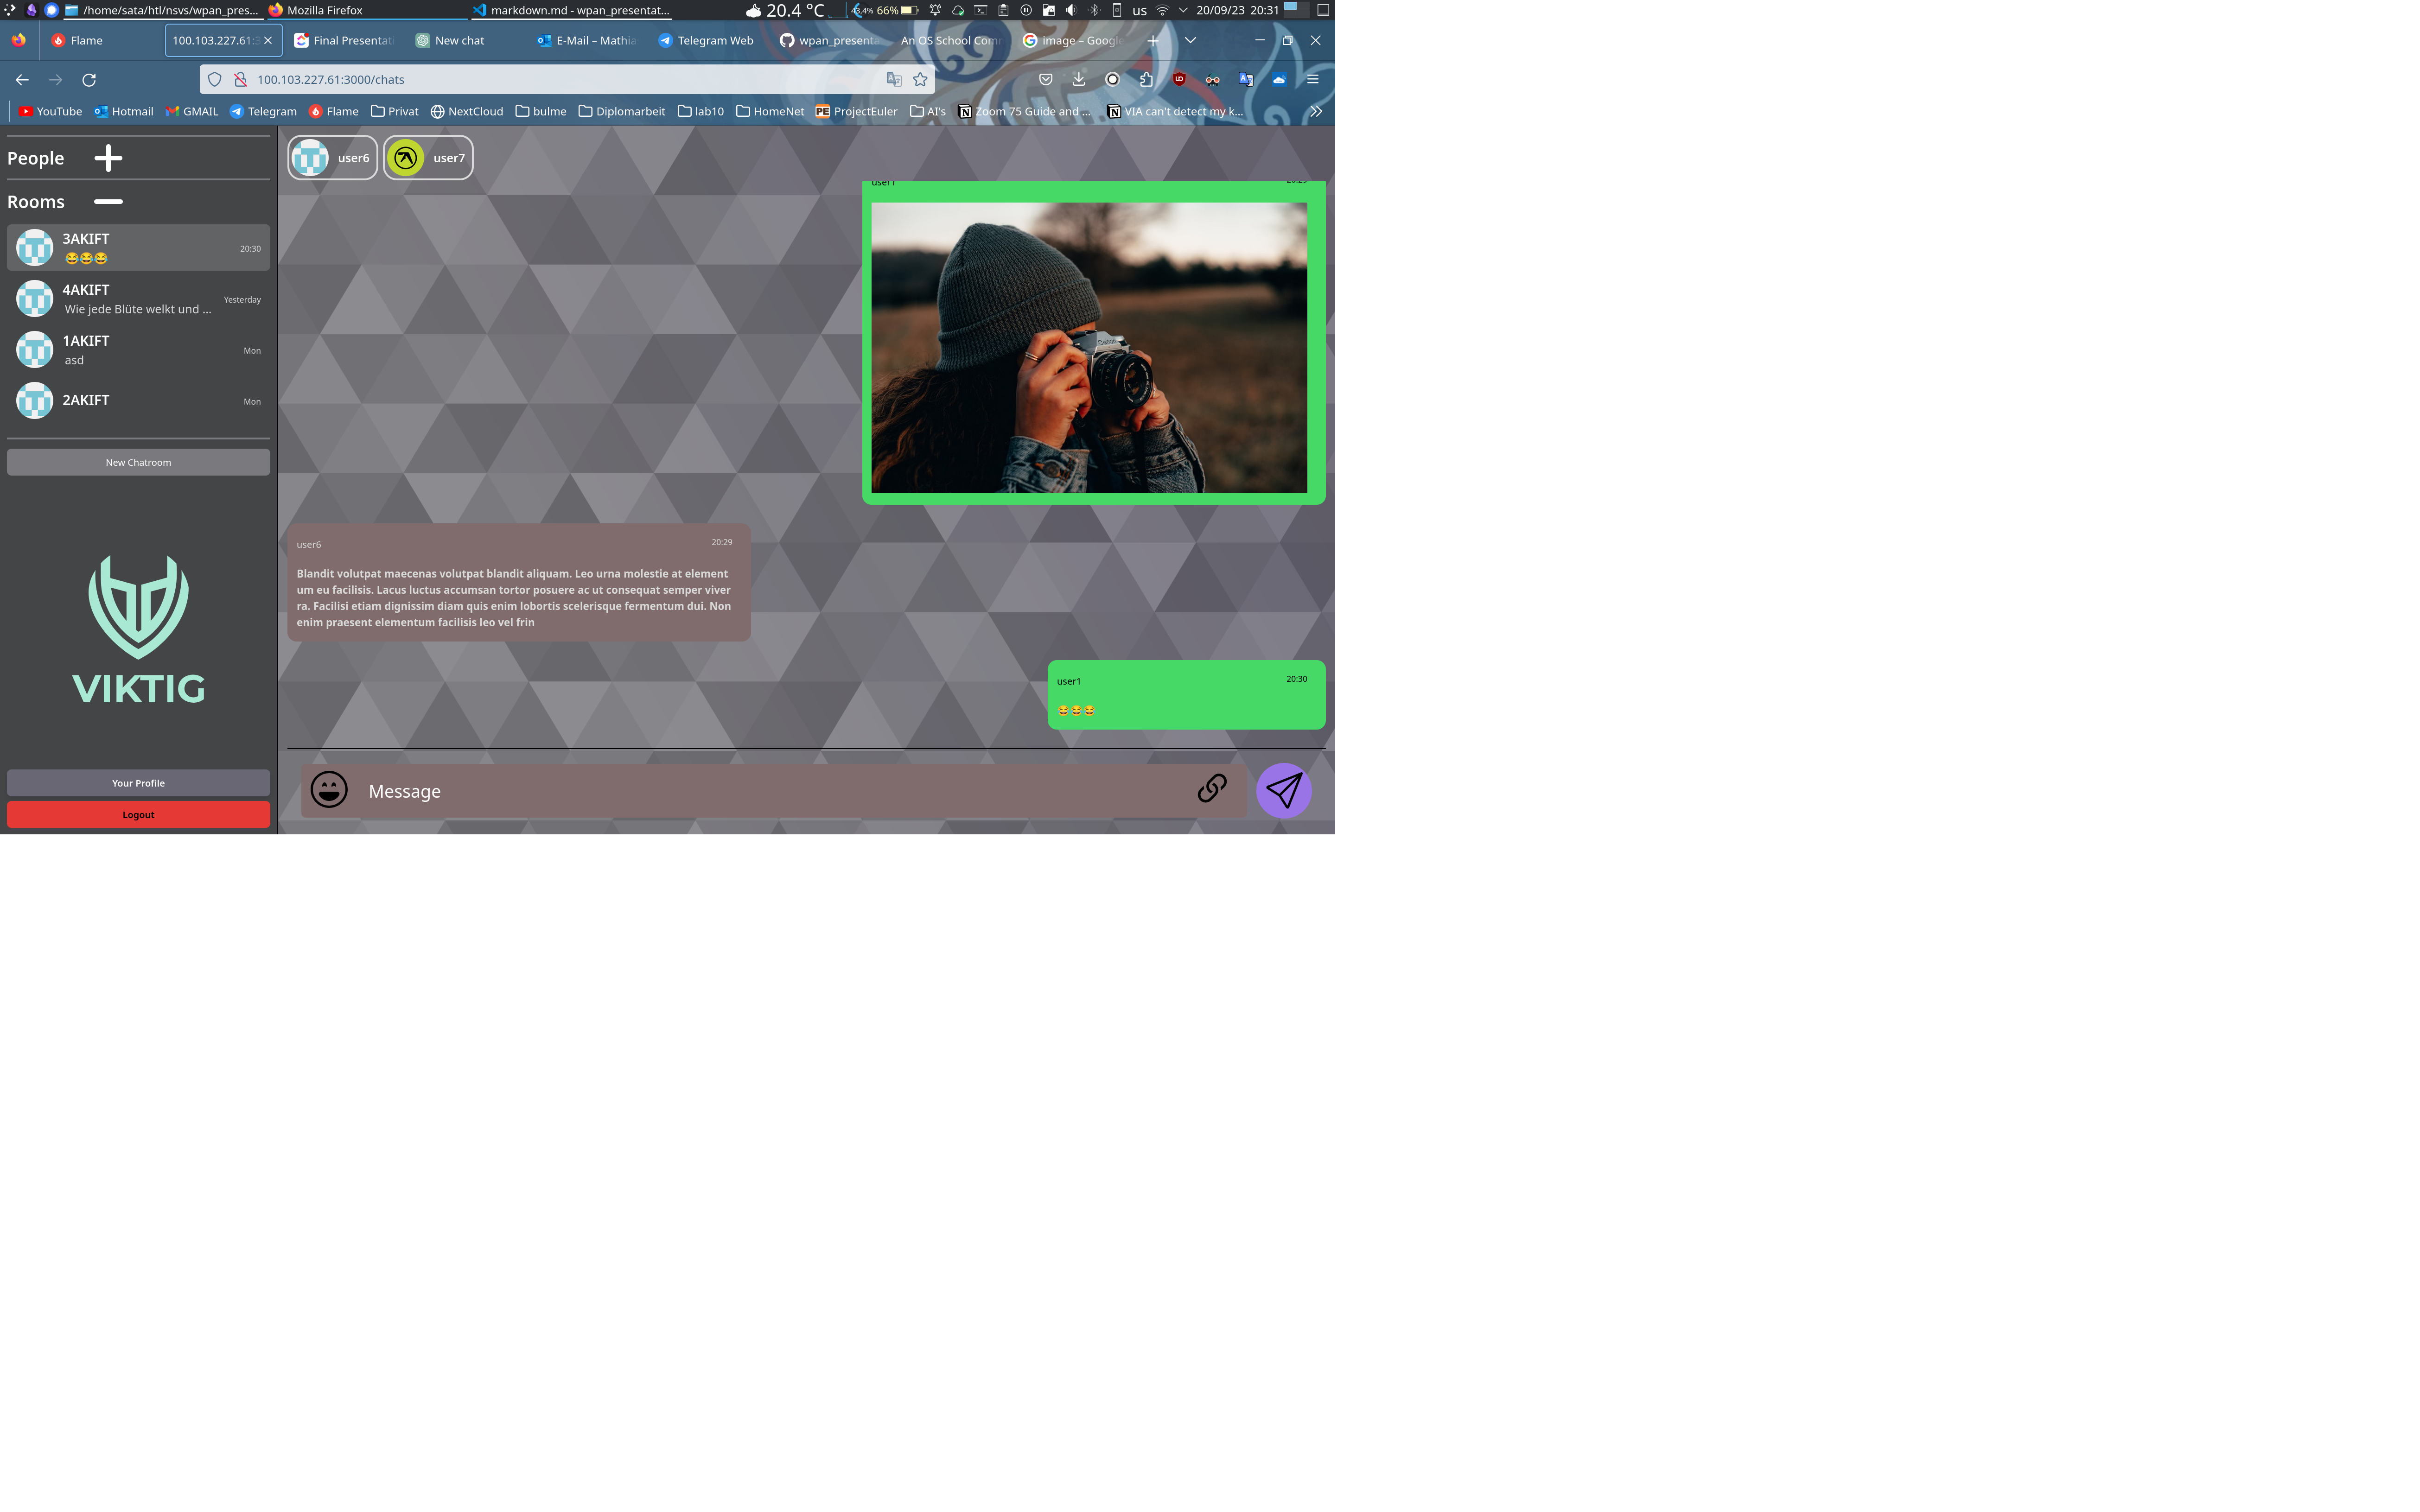 /home/sata/htl/nsvs/wpan_pres...
Mozilla Firefox
markdown.md - wpan_presentat...
20.4 °C
66%
us
20/09/23 20:31
Flame
100.103.227.61:3
Final Presentati
New chat
E-Mail – Mathia
Telegram Web
wpan_presenta
An OS School Com
image – Google
100.103.227.61:3000/chats
YouTube
Hotmail
GMAIL
Telegram
Flame
Privat
NextCloud
bulme
Diplomarbeit
lab10
HomeNet
PE ProjectEuler
AI's
Zoom 75 Guide and ...
VIA can't detect my k...
People
Rooms
3AKIFT
20:30
😂😂😂
4AKIFT
Yesterday
Wie jede Blüte welkt und ...
1AKIFT
Mon
asd
2AKIFT
Mon
New Chatroom
VIKTIG
Your Profile
Logout
user6
user7
user1
Canon
user6
20:29
Blandit volutpat maecenas volutpat blandit aliquam. Leo urna molestie at element
um eu facilisis. Lacus luctus accumsan tortor posuere ac ut consequat semper viver
ra. Facilisi etiam dignissim diam quis enim lobortis scelerisque fermentum dui. Non
enim praesent elementum facilisis leo vel frin
user1
20:30
😂😂😂
Message